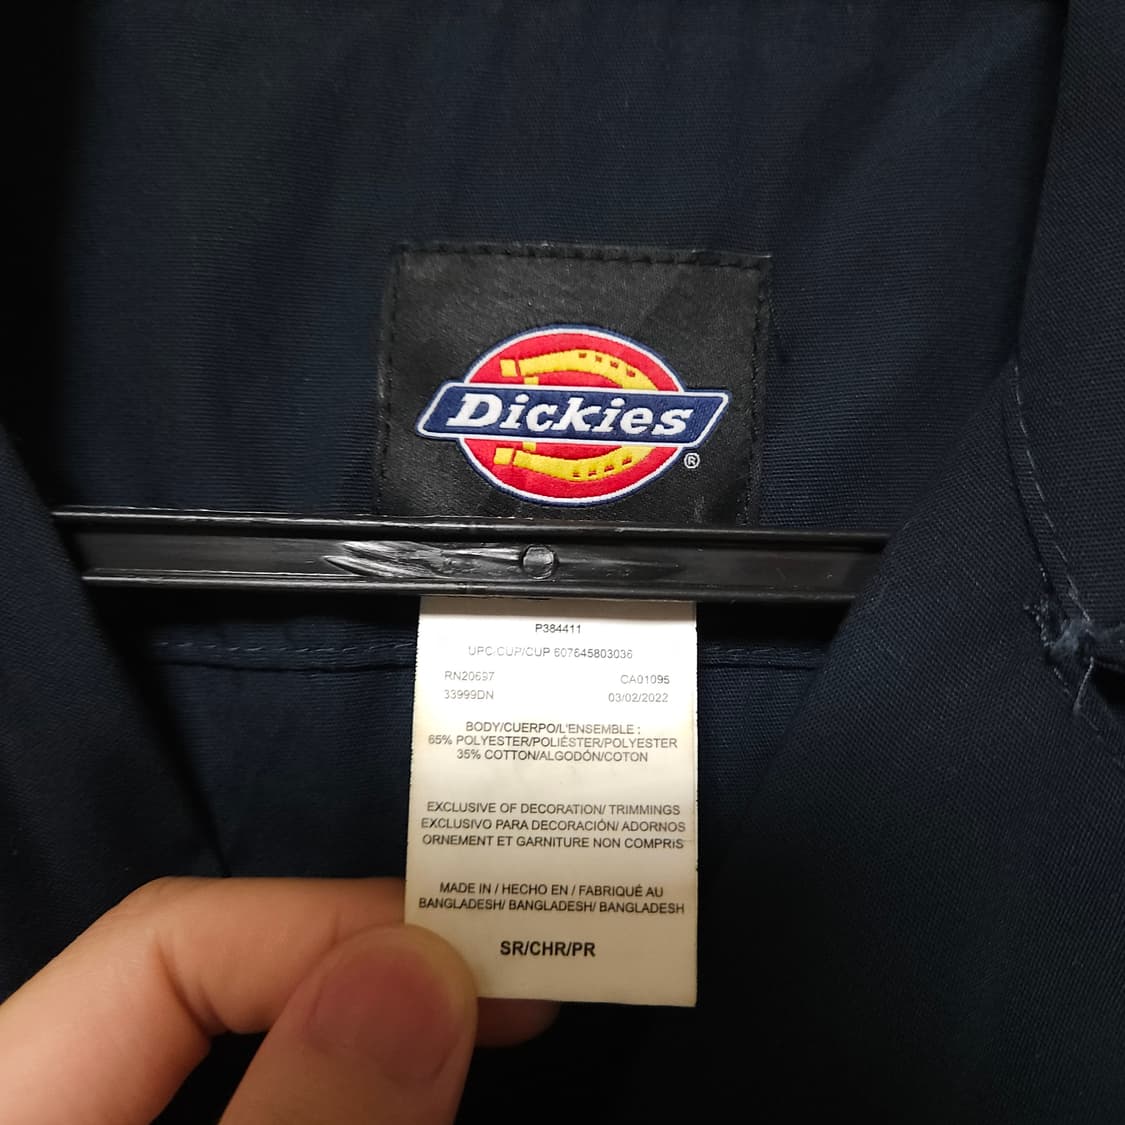 Dickies
®
P384411
UPC/CUP/CUP 607645803036
RN20697 CA01095
33999DN 03/02/2022
BODY/CUERPO/L'ENSEMBLE :
65% POLYESTER/POLIÉSTER/POLYESTER
35% COTTON/ALGODÓN/COTON
EXCLUSIVE OF DECORATION/ TRIMMINGS
EXCLUSIVO PARA DECORACIÓN/ ADORNOS
ORNEMENT ET GARNITURE NON COMPRIS
MADE IN / HECHO EN / FABRIQUÉ AU
BANGLADESH/ BANGLADESH/ BANGLADESH
SR/CHR/PR